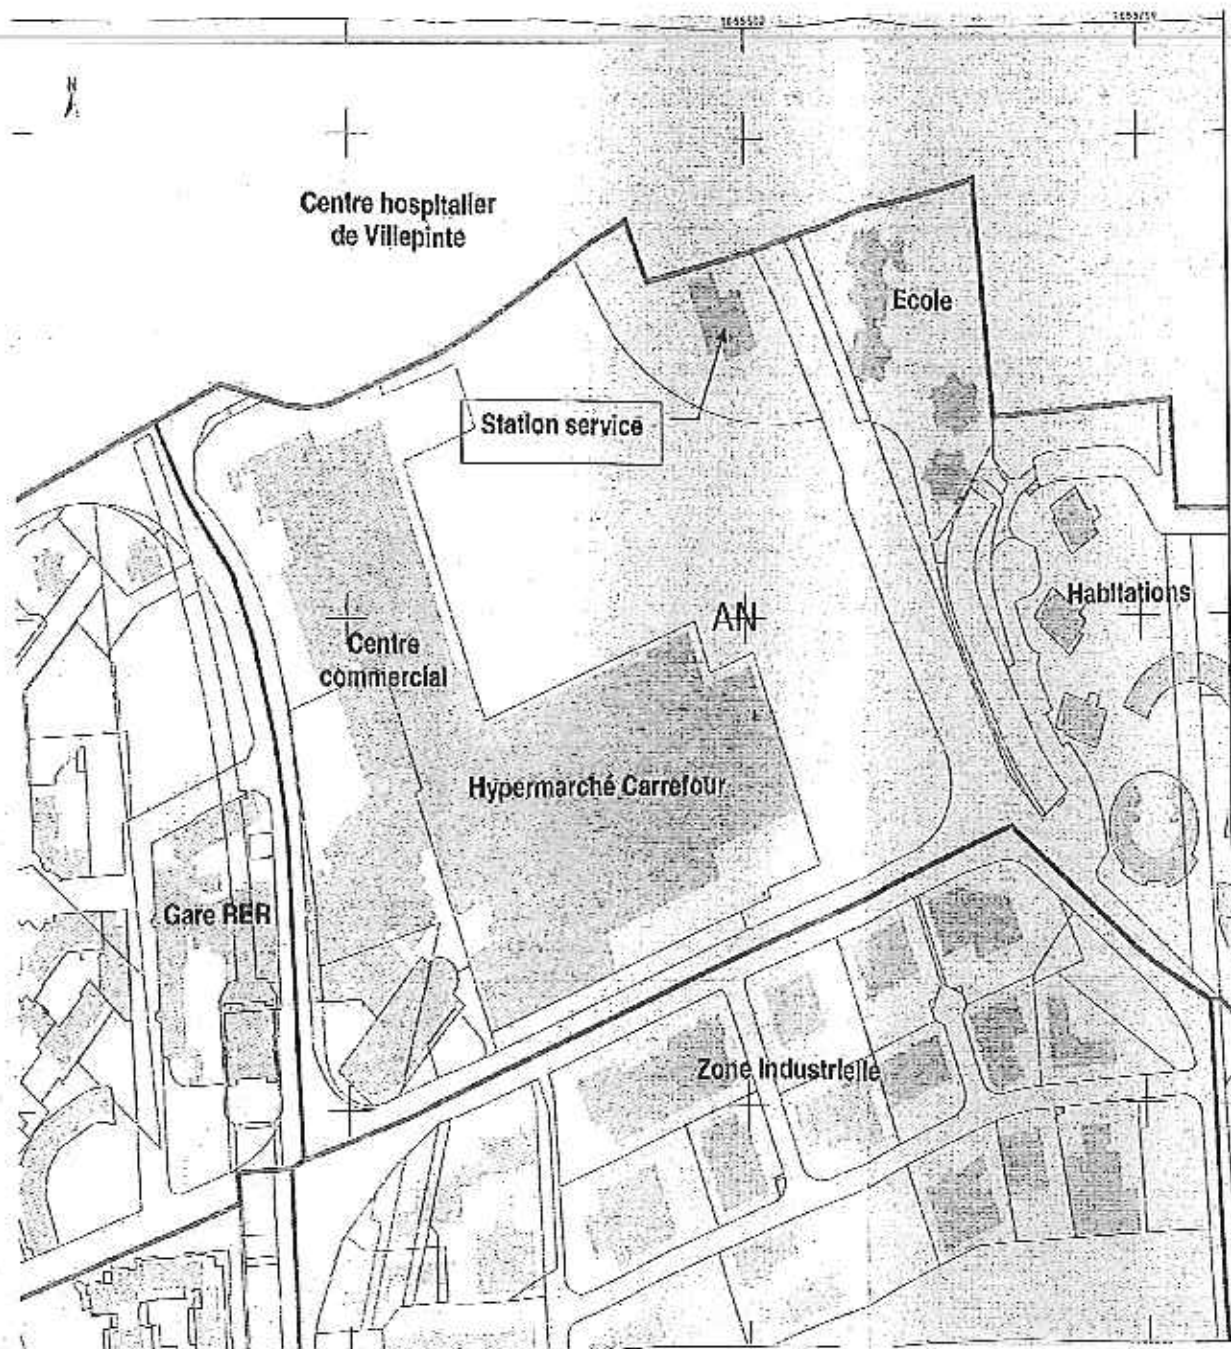 N
Centre hospitalier
de Villepinte
Ecole
Station service
Habitations
AN
Centre
commercial
Hypermarché Carrefour
Gare RER
Zone Industrielle